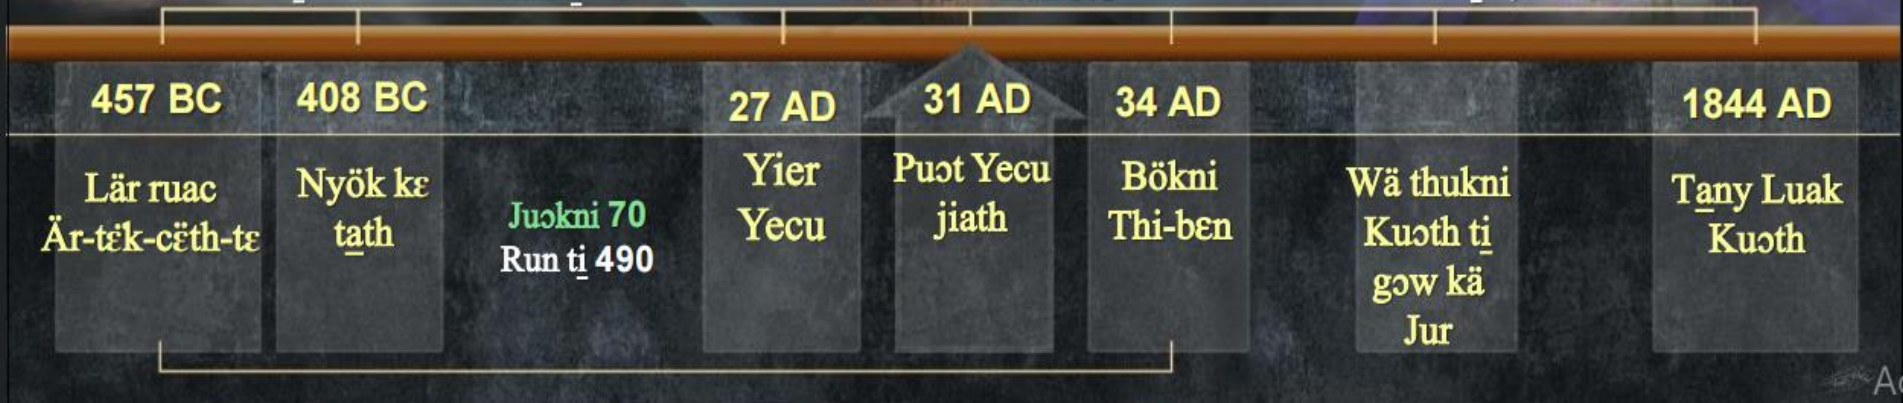 457 BC
Lär ruac
Är-tɛ̈k-cëth-tɛ
408 BC
Nyök kɛ
ta̱th
Juɔkni 70
Run ti̱ 490
27 AD
Yier
Yecu
31 AD
Puɔt Yecu
jiath
34 AD
Bökni
Thi-bɛn
Wä thukni
Kuɔth ti̱
gɔw kä
Jur
1844 AD
Ta̱ny Luak
Kuɔth